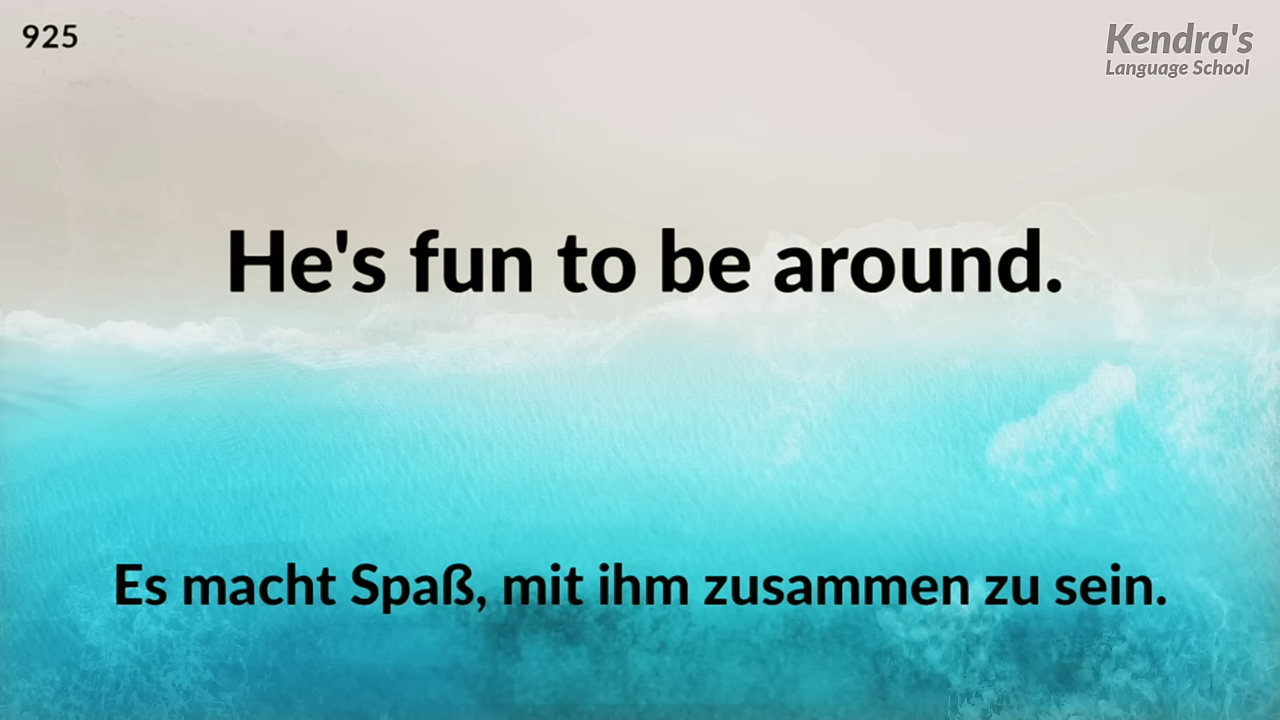 925
Kendra's
Language School
He's fun to be around.
Es macht Spaß, mit ihm zusammen zu sein.